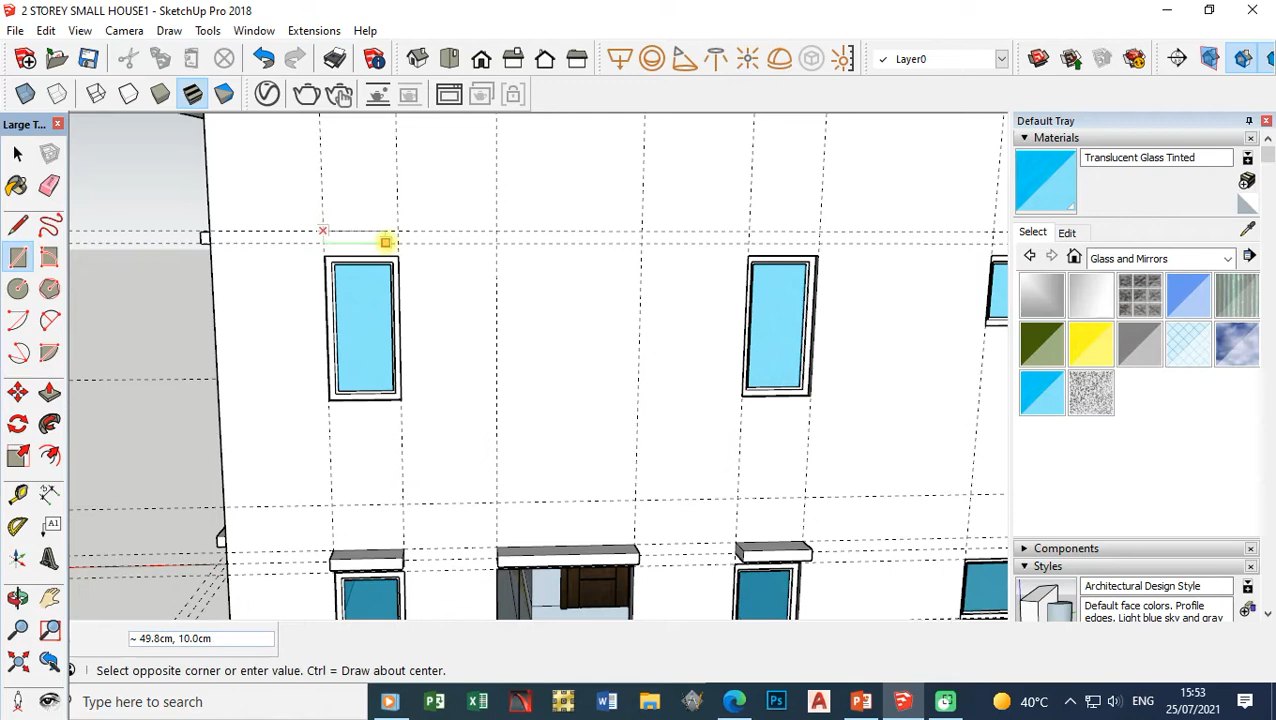 2 STOREY SMALL HOUSE1 - SketchUp Pro 2018
File Edit View Camera Draw Tools Window Extensions Help
Layer0
Large T...
Default Tray
Materials
Translucent Glass Tinted
Select Edit
Glass and Mirrors
A1
Components
Styles
Architectural Design Style
Default face colors. Profile
edges. Light blue sky and gray
~ 49.8cm, 10.0cm
Select opposite corner or enter value. Ctrl = Draw about center.
Type here to search
40°C
ENG
15:53
25/07/2021